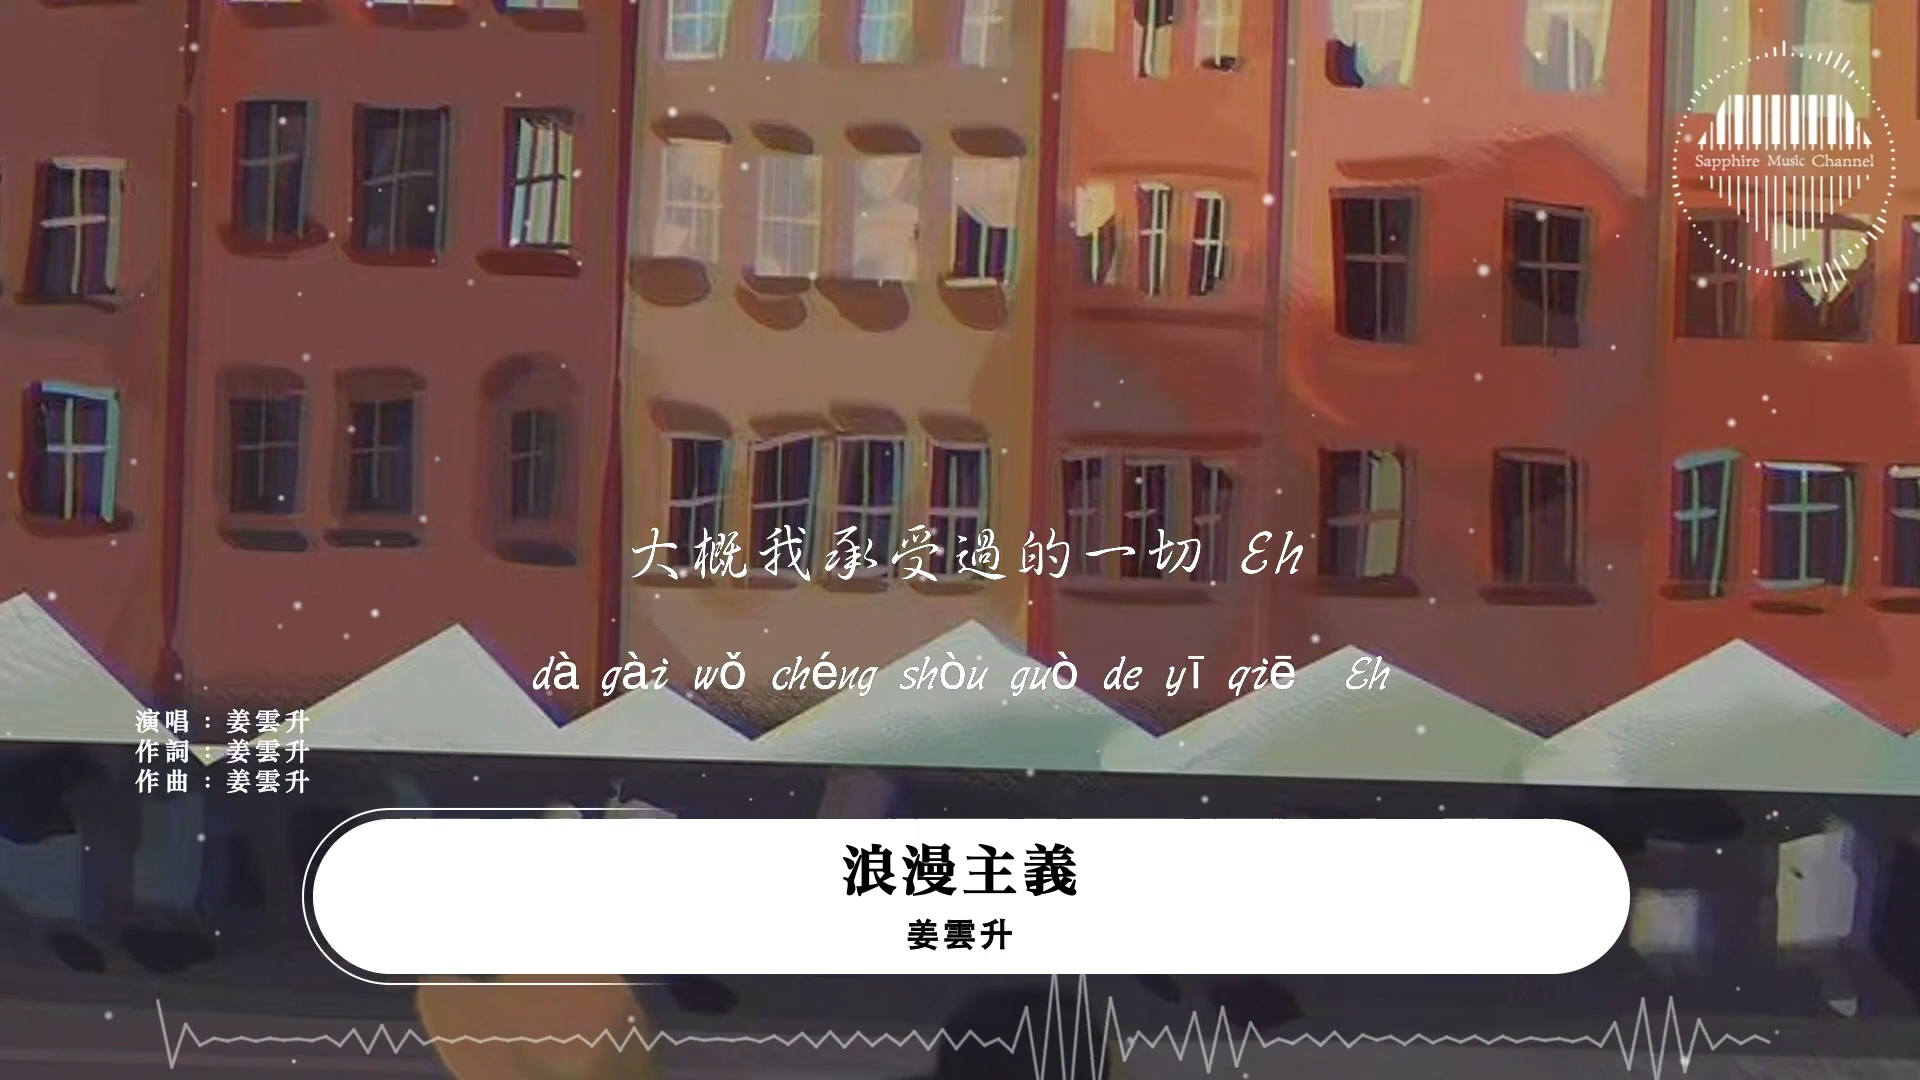 Sapphire Music Channel
大概我承受過的一切 Eh
dà gài wǒ chéng shòu guò de yī qiē Eh
演唱：姜雲升
作詞：姜雲升
作曲：姜雲升
浪漫主義
姜雲升